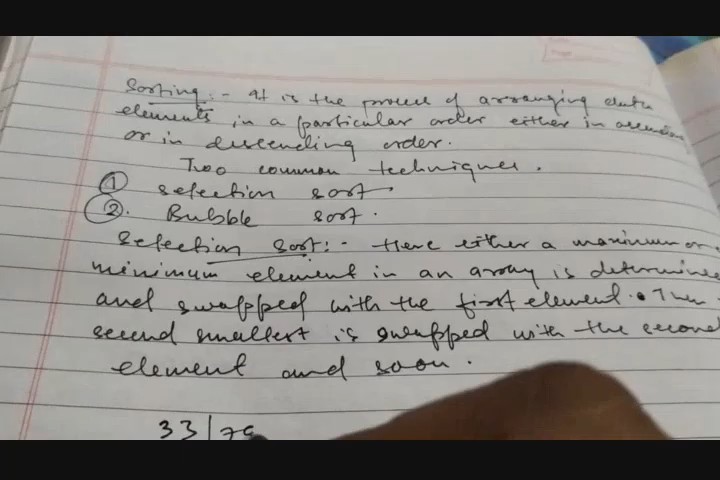 Sorting :- It is the process of arranging data
elements in a particular order either in ascending
or in descending order.
Two common techniques.
① selection sort
②. Bubble sort.
Selection sort :- Here either a maximum or
minimum element in an array is determined
and swapped with the first element. Then
second smallest is swapped with the second
element and soon.
33/